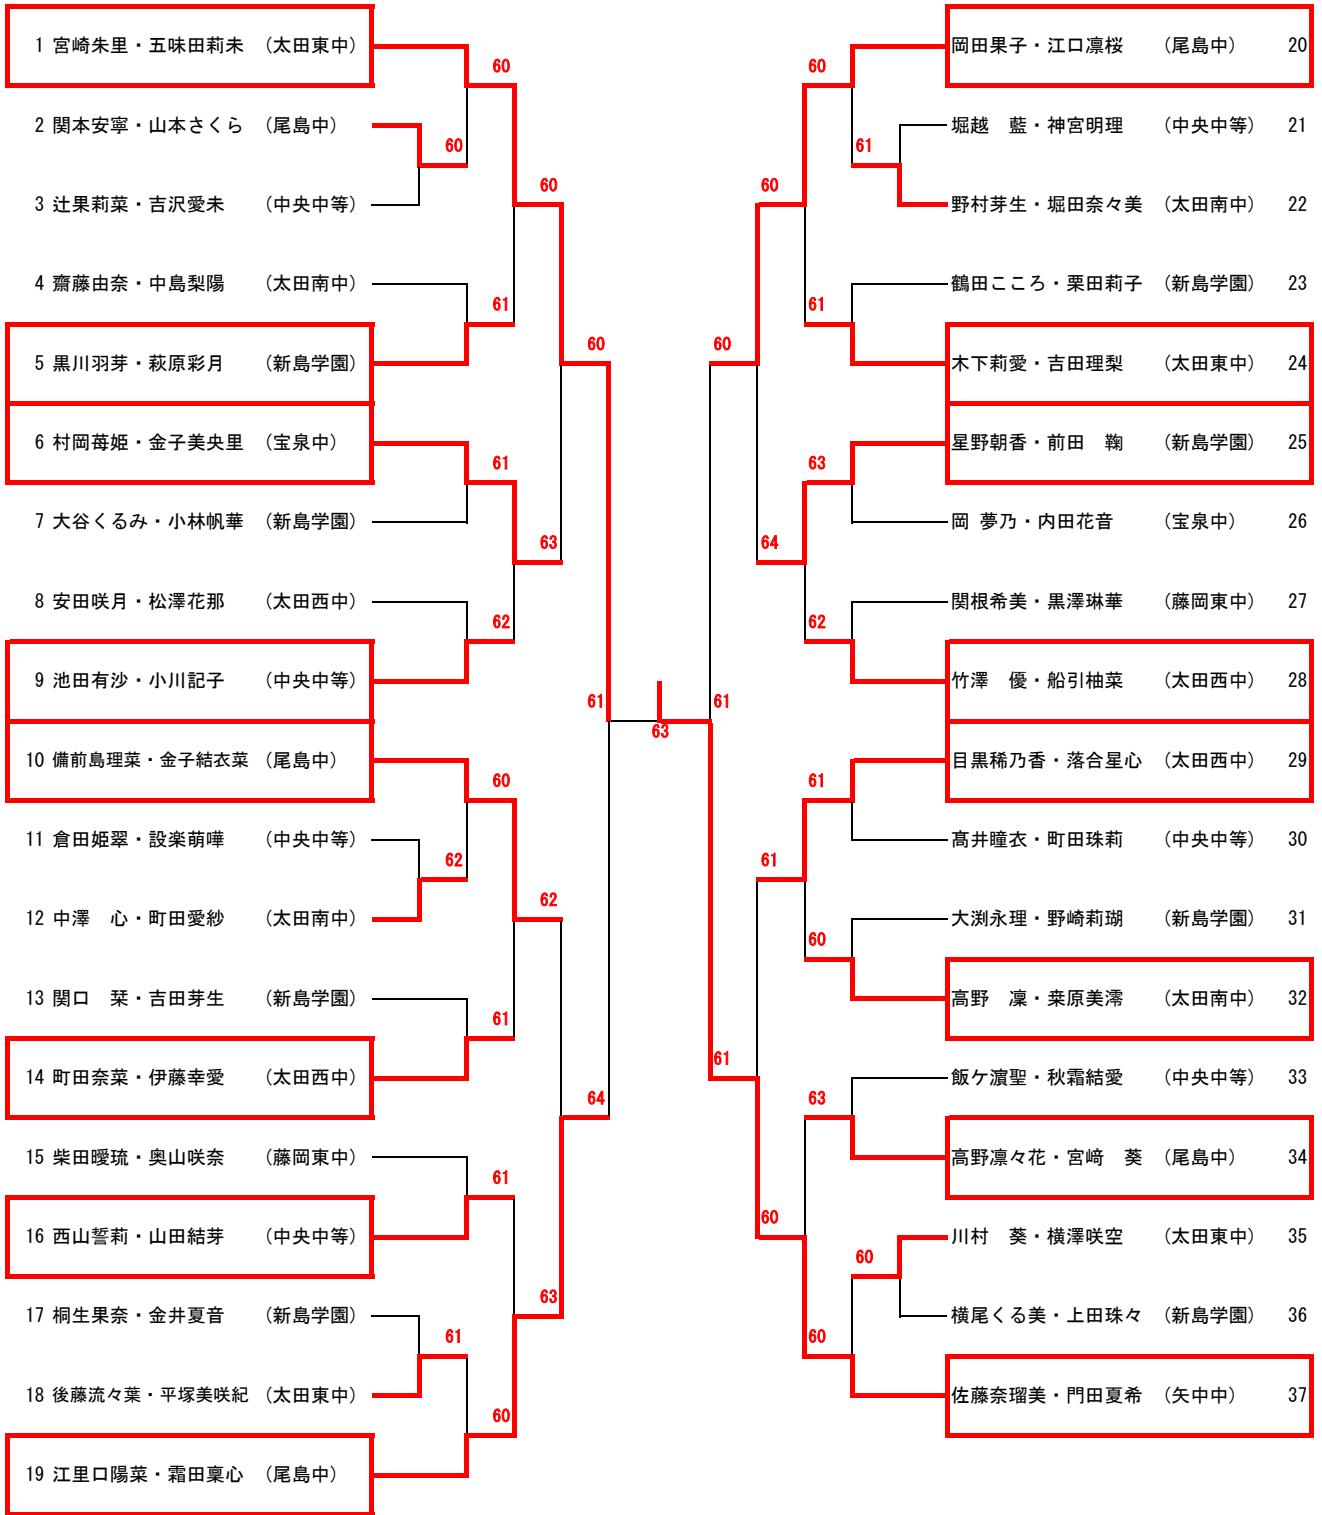 1 宮崎朱里・五味田莉未 （太田東中）
60
2 関本安寧・山本さくら （尾島中）
60
3 辻果莉菜・吉沢愛未 （中央中等）
60
4 齋藤由奈・中島梨陽 （太田南中）
61
5 黒川羽芽・萩原彩月 （新島学園）
60
6 村岡苺姫・金子美央里 （宝泉中）
61
7 大谷くるみ・小林帆華 （新島学園）
63
8 安田咲月・松澤花那 （太田西中）
62
9 池田有沙・小川記子 （中央中等）
61
10 備前島理菜・金子結衣菜 （尾島中）
60
11 倉田姫翠・設楽萌嘩 （中央中等）
62
12 中澤　心・町田愛紗 （太田南中）
62
13 関口　栞・吉田芽生 （新島学園）
61
14 町田奈菜・伊藤幸愛 （太田西中）
64
15 柴田曖琉・奥山咲奈 （藤岡東中）
61
16 西山誓莉・山田結芽 （中央中等）
63
17 桐生果奈・金井夏音 （新島学園）
61
18 後藤流々葉・平塚美咲紀 （太田東中）
60
19 江里口陽菜・霜田稟心 （尾島中）
63
岡田果子・江口凛桜 （尾島中） 20
60
堀越　藍・神宮明理 （中央中等） 21
61
野村芽生・堀田奈々美 （太田南中） 22
60
鶴田こころ・栗田莉子 （新島学園） 23
61
木下莉愛・吉田理梨 （太田東中） 24
60
星野朝香・前田　鞠 （新島学園） 25
63
岡 夢乃・内田花音 （宝泉中） 26
64
関根希美・黒澤琳華 （藤岡東中） 27
62
竹澤　優・船引柚菜 （太田西中） 28
61
目黒稀乃香・落合星心 （太田西中） 29
61
髙井瞳衣・町田珠莉 （中央中等） 30
61
大渕永理・野崎莉瑚 （新島学園） 31
60
高野　凜・桒原美澪 （太田南中） 32
61
飯ケ濵聖・秋霜結愛 （中央中等） 33
63
高野凛々花・宮﨑　葵 （尾島中） 34
60
川村　葵・横澤咲空 （太田東中） 35
60
横尾くる美・上田珠々 （新島学園） 36
60
佐藤奈瑠美・門田夏希 （矢中中） 37